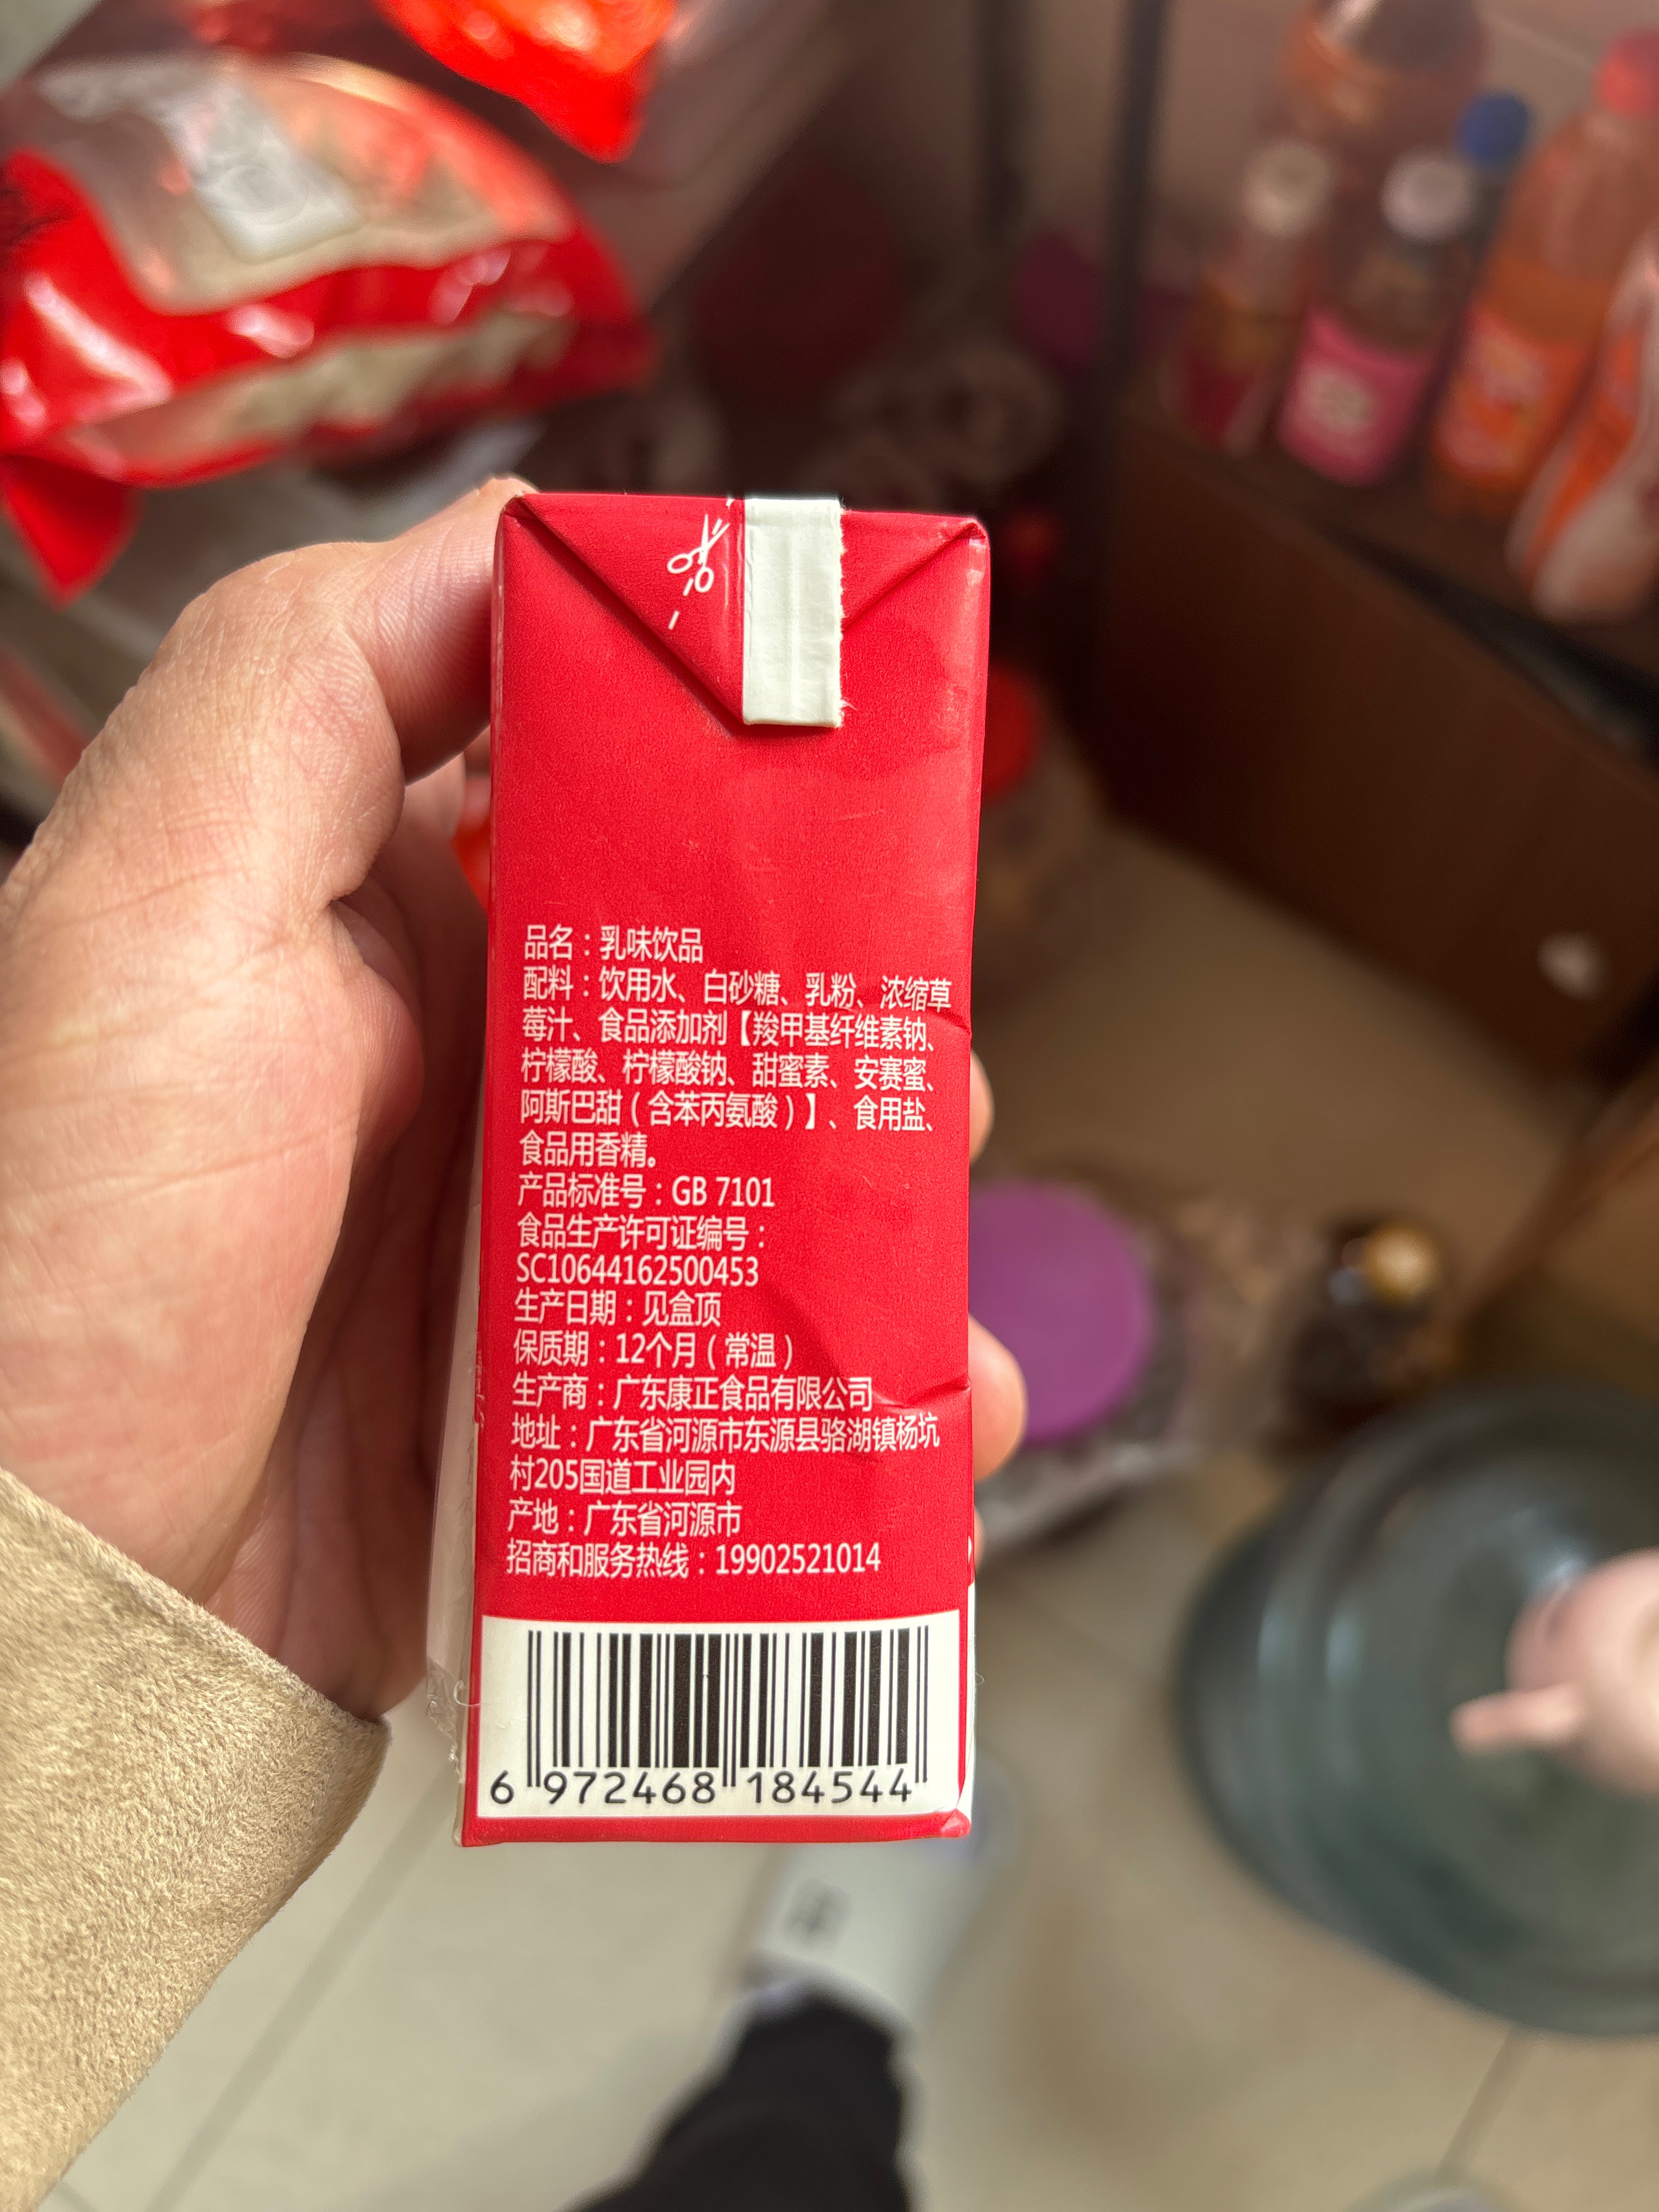 品名：乳味饮品
配料：饮用水、白砂糖、乳粉、浓缩草
莓汁、食品添加剂【羧甲基纤维素钠、
柠檬酸、柠檬酸钠、甜蜜素、安赛蜜、
阿斯巴甜（含苯丙氨酸）】、食用盐、
食品用香精。
产品标准号：GB 7101
食品生产许可证编号：
SC10644162500453
生产日期：见盒顶
保质期：12个月（常温）
生产商：广东康正食品有限公司
地址：广东省河源市东源县骆湖镇杨坑
村205国道工业园内
产地：广东省河源市
招商和服务热线：19902521014
6 972468 184544